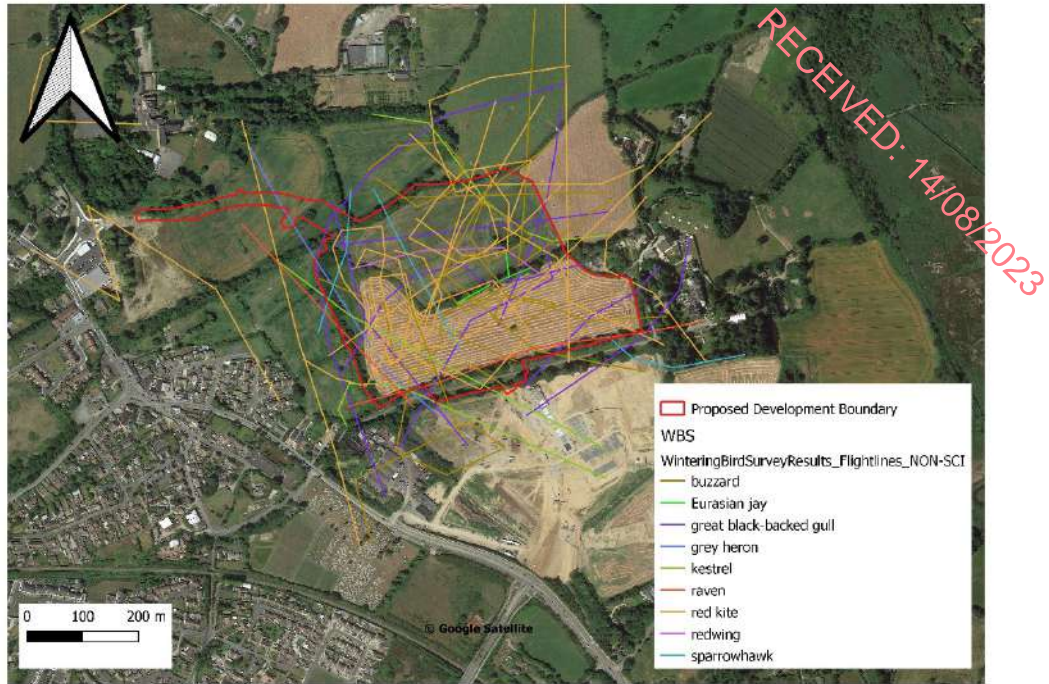 RECEIVED: 14/08/2023
Proposed Development Boundary
WBS
WinteringBirdSurveyResults_Flightlines_NON-SCI
buzzard
Eurasian jay
great black-backed gull
grey heron
kestrel
raven
red kite
redwing
sparrowhawk
0 100 200 m
© Google Satellite